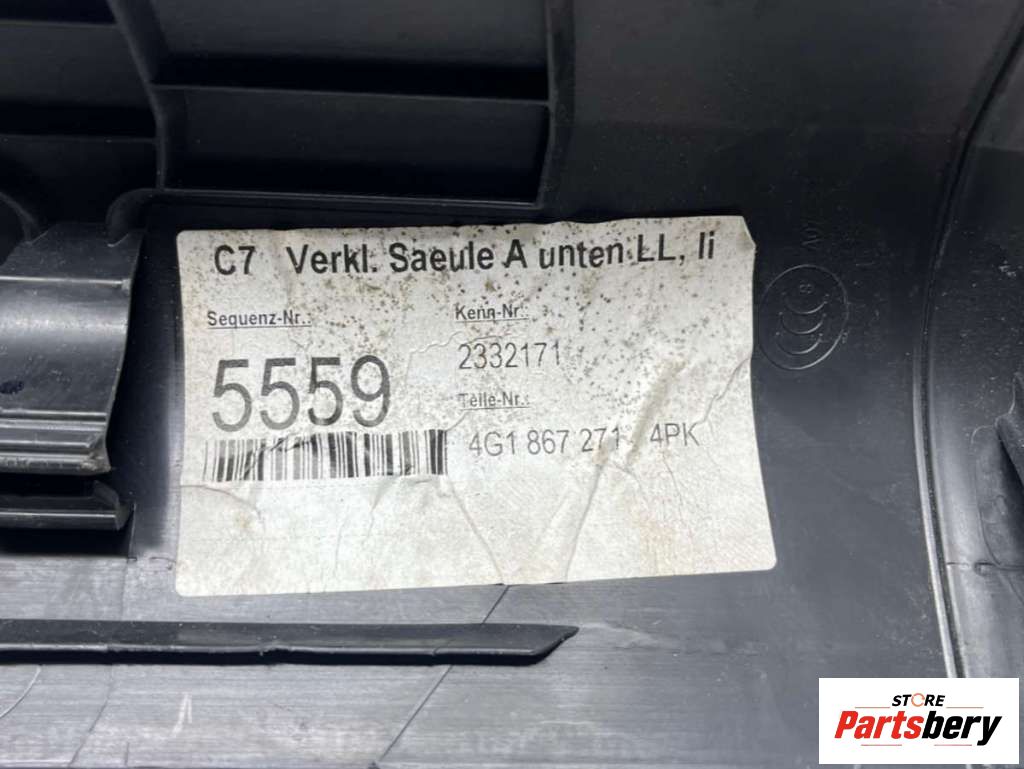 C7 Verkl. Saeule A unten LL, li
Sequenz-Nr.:
Kenn-Nr.:
5559
2332171
Teile-Nr.:
4G1 867 271 4PK
STORE
Partsbery